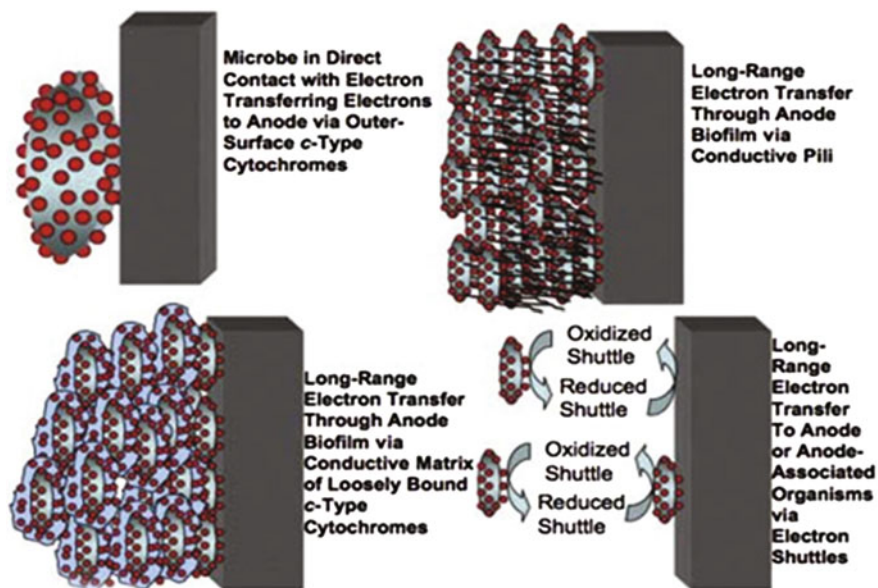 Microbe in Direct
Contact with Electron
Transferring Electrons
to Anode via Outer-
Surface c-Type
Cytochromes
Long-Range
Electron Transfer
Through Anode
Biofilm via
Conductive Pili
Long-Range
Electron Transfer
Through Anode
Biofilm via
Conductive Matrix
of Loosely Bound
c-Type
Cytochromes
Oxidized
Shuttle
Reduced
Shuttle
Oxidized
Shuttle
Reduced
Shuttle
Long-
Range
Electron
Transfer
To Anode
or Anode-
Associated
Organisms
via
Electron
Shuttles